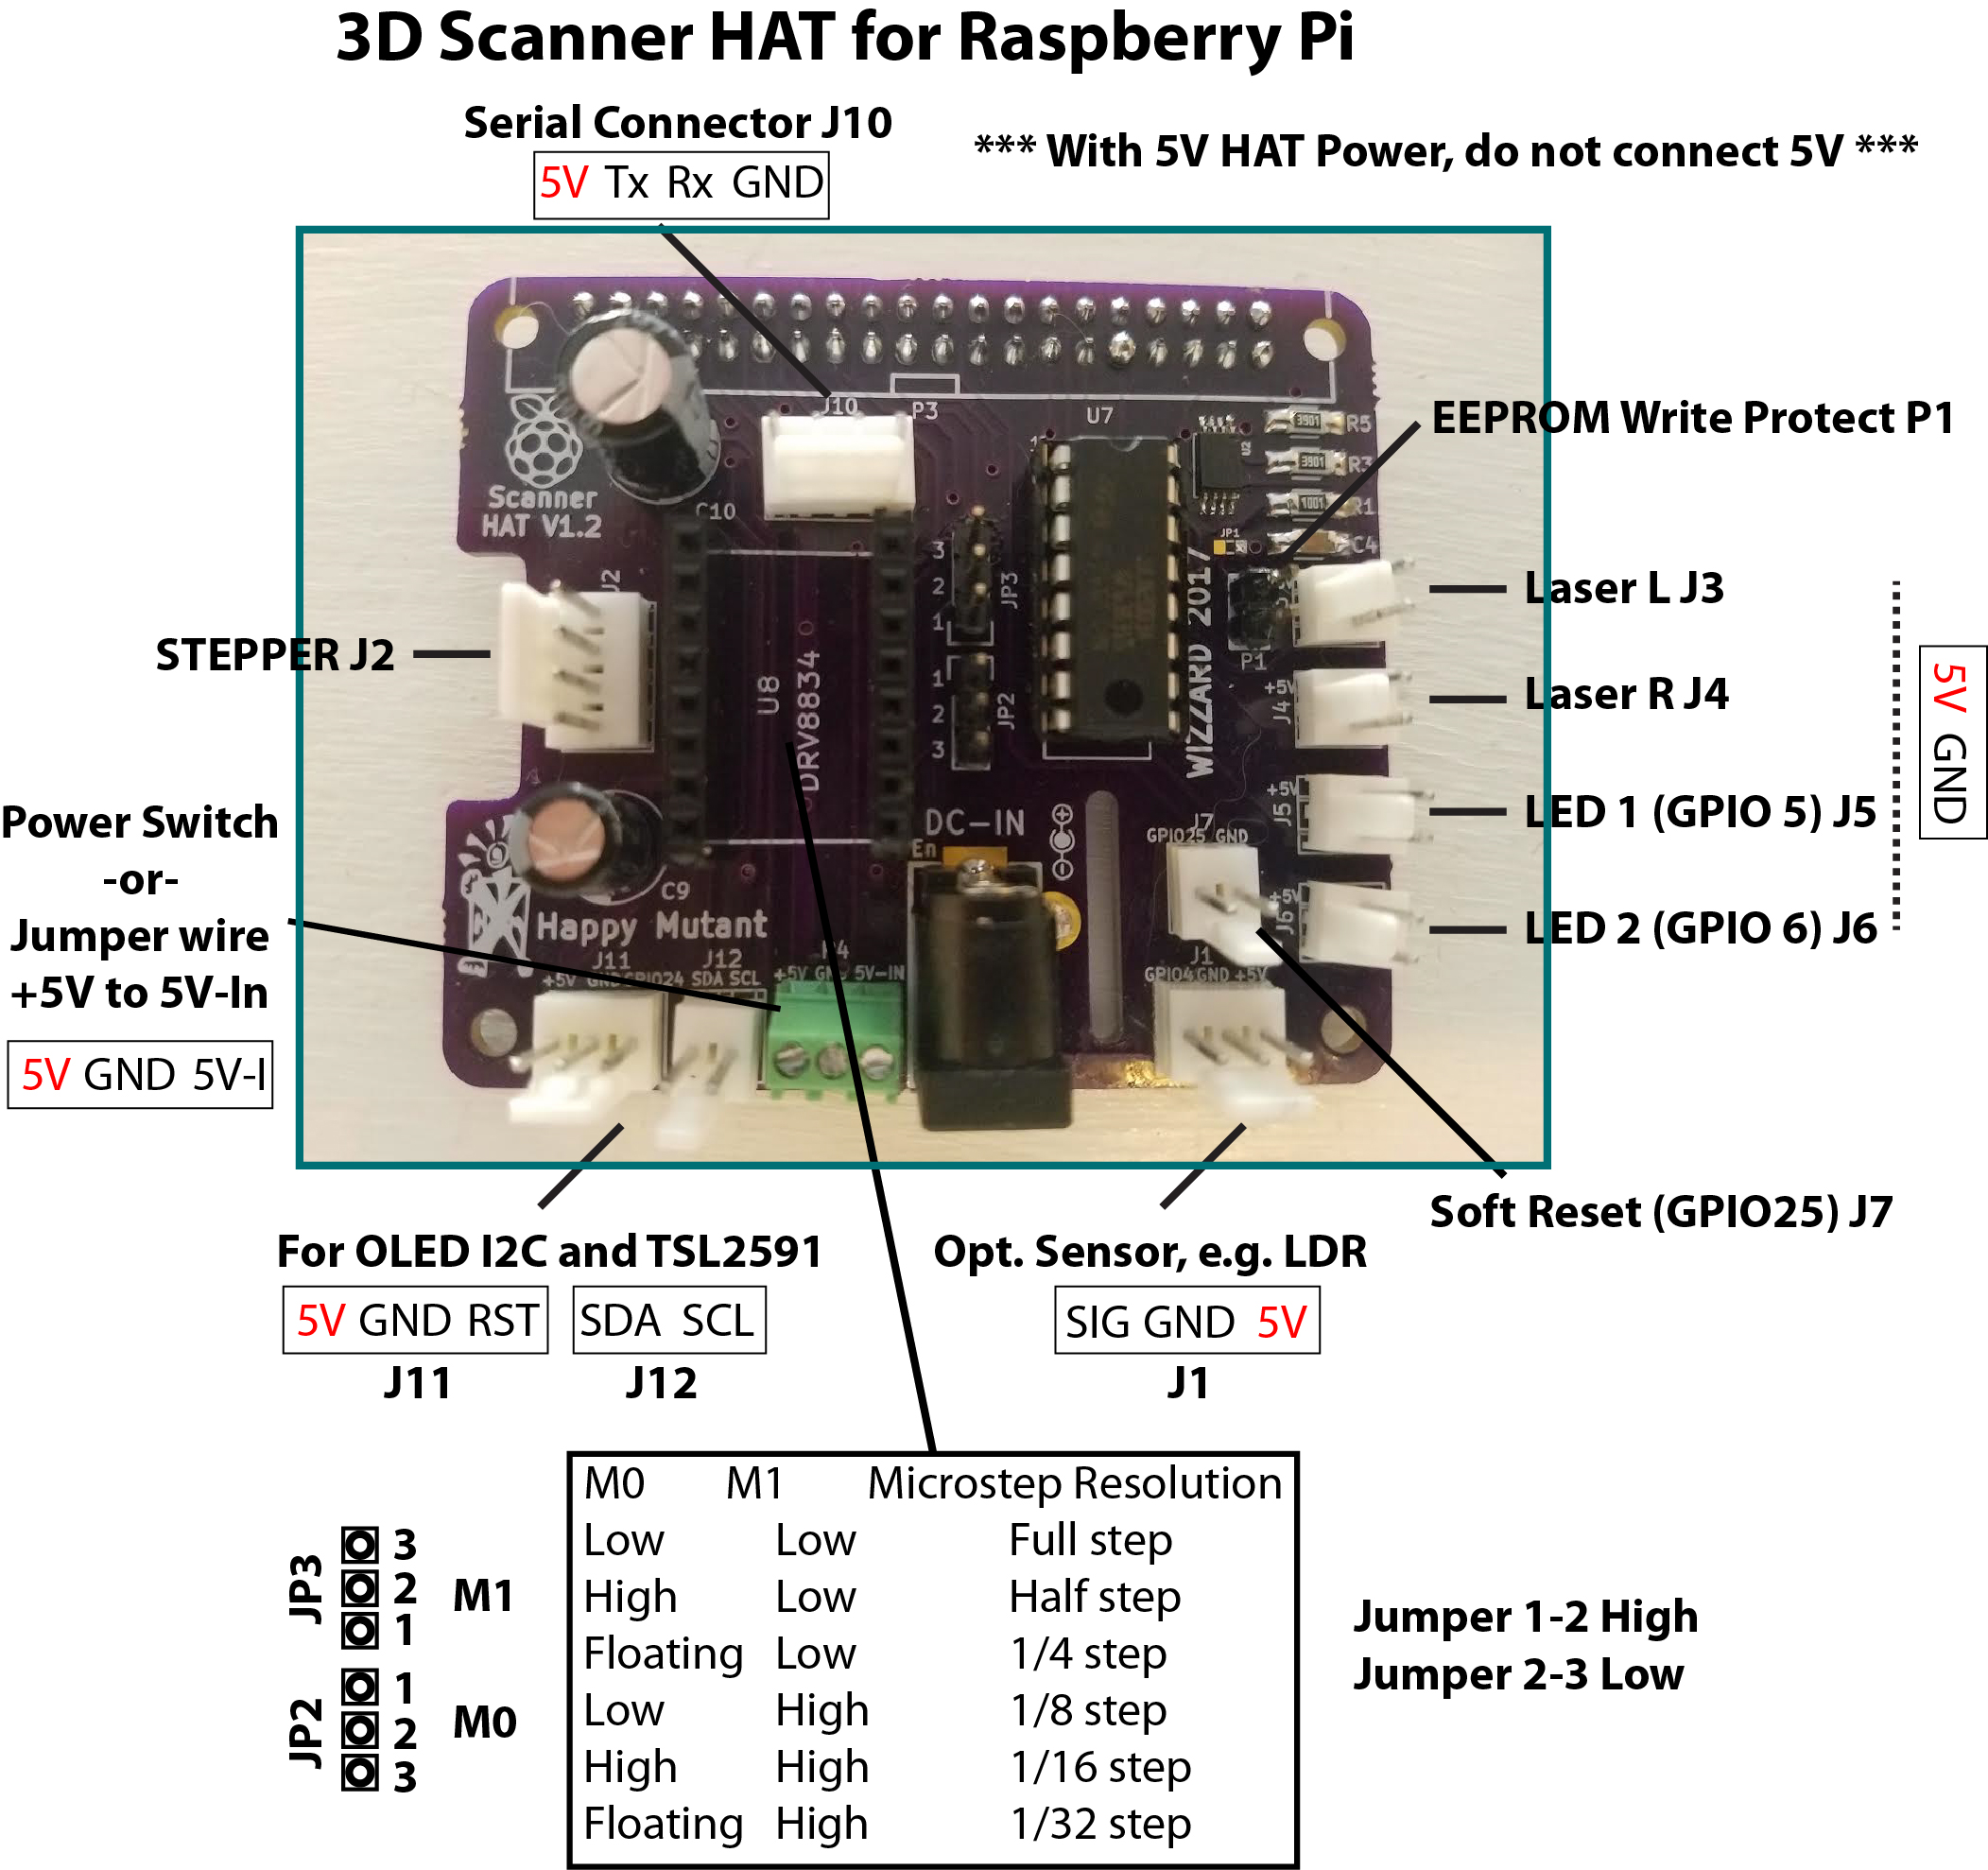 3D Scanner HAT for Raspberry Pi
Serial Connector J10
5V Tx Rx GND
*** With 5V HAT Power, do not connect 5V ***
EEPROM Write Protect P1
Laser L J3
Laser R J4
LED 1 (GPIO 5) J5
LED 2 (GPIO 6) J6
5V GND
STEPPER J2
Power Switch
-or-
Jumper wire
+5V to 5V-In
5V GND 5V-I
J10
P3
U7
R5
R3
R1
C4
U2
JP1
Scanner
HAT V1.2
C10
J2
3
2
1
JP3
1
2
3
JP2
U8
DRV8834
WIZZARD 2017
P1
+5V
J4
+5V
J5
+5V
J6
DC-IN
En
J7
GPIO25 GND
C9
Happy Mutant
J11
+5V GND GPIO24
J12
SDA SCL
+5V GND 5V-IN
J1
GPIO4 GND +5V
1001
3901
3901
Soft Reset (GPIO25) J7
For OLED I2C and TSL2591
5V GND RST
SDA SCL
J11
J12
Opt. Sensor, e.g. LDR
SIG GND 5V
J1
M0 M1 Microstep Resolution
Low Low Full step
High Low Half step
Floating Low 1/4 step
Low High 1/8 step
High High 1/16 step
Floating High 1/32 step
JP3
3
2
1
M1
JP2
1
2
3
M0
Jumper 1-2 High
Jumper 2-3 Low